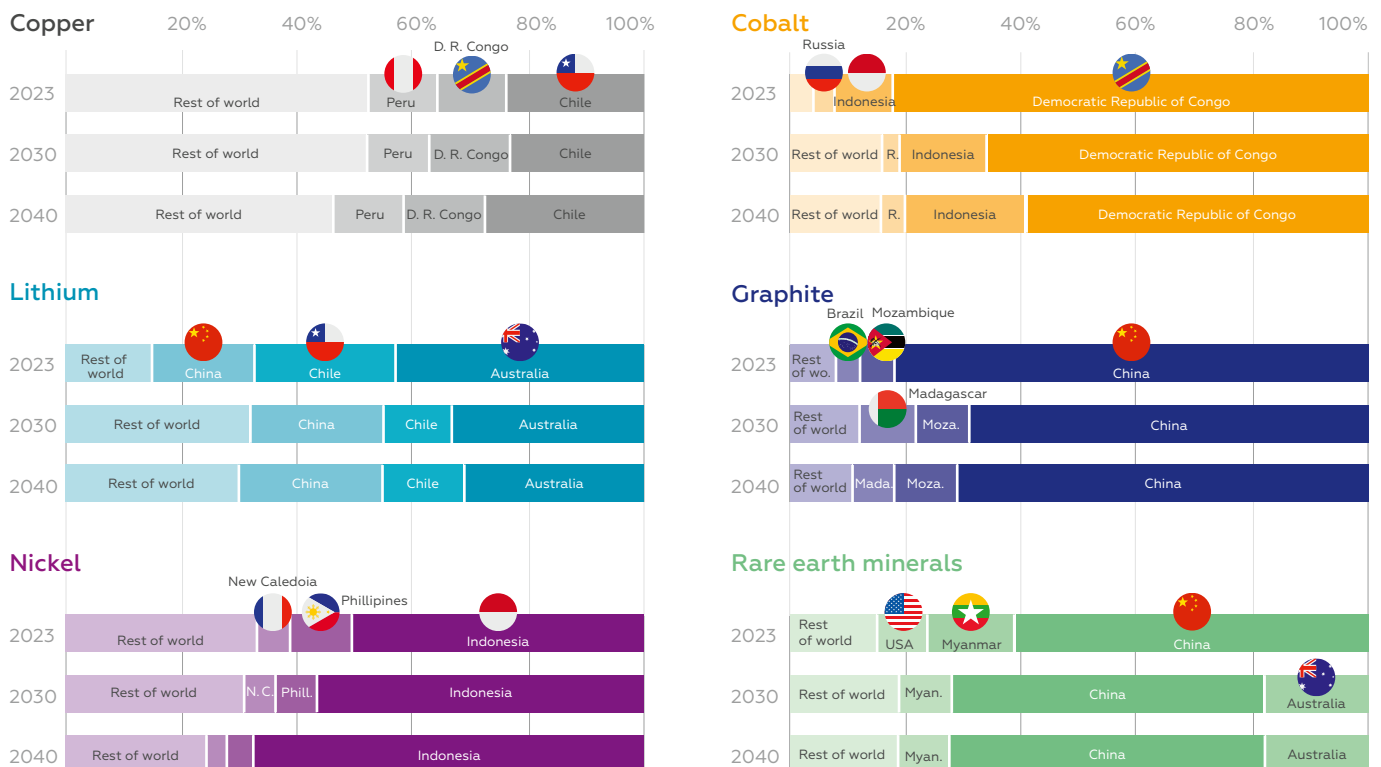 Copper 20% 40% 60% 80% 100%
D. R. Congo
2023 Rest of world Peru Chile
2030 Rest of world Peru D. R. Congo Chile
2040 Rest of world Peru D. R. Congo Chile
Lithium
2023 Rest of world China Chile Australia
2030 Rest of world China Chile Australia
2040 Rest of world China Chile Australia
Nickel
New Caledoia
Phillipines
2023 Rest of world Indonesia
2030 Rest of world N.C. Phill. Indonesia
2040 Rest of world Indonesia
Cobalt 20% 40% 60% 80% 100%
Russia
2023 Indonesia Democratic Republic of Congo
2030 Rest of world R. Indonesia Democratic Republic of Congo
2040 Rest of world R. Indonesia Democratic Republic of Congo
Graphite
Brazil Mozambique
2023 Rest of wo. China
Madagascar
2030 Rest of world Moza. China
2040 Rest of world Mada. Moza. China
Rare earth minerals
2023 Rest of world USA Myanmar China
2030 Rest of world Myan. China Australia
2040 Rest of world Myan. China Australia